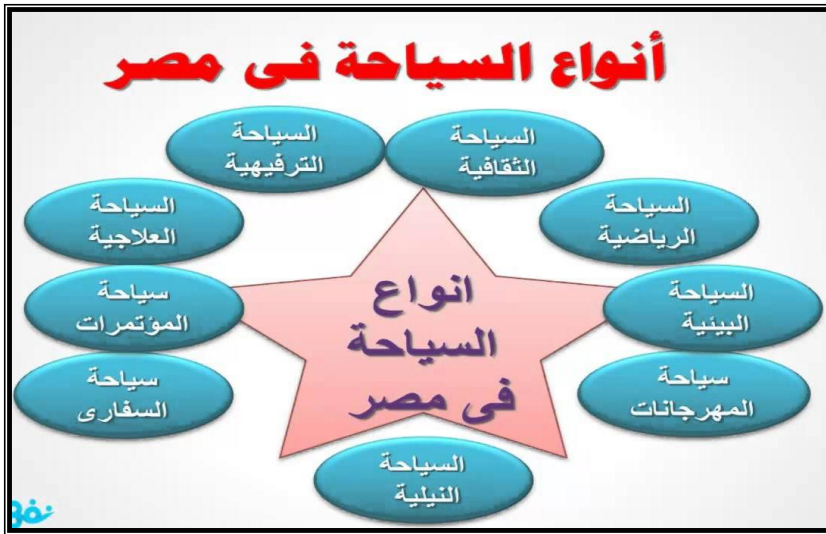 أنواع السياحة فى مصر
السياحة
الثقافية
السياحة
الترفيهية
السياحة
الرياضية
السياحة
العلاجية
السياحة
البيئية
سياحة
المؤتمرات
سياحة
المهرجانات
سياحة
السفارى
السياحة
النيلية
انواع
السياحة
فى مصر